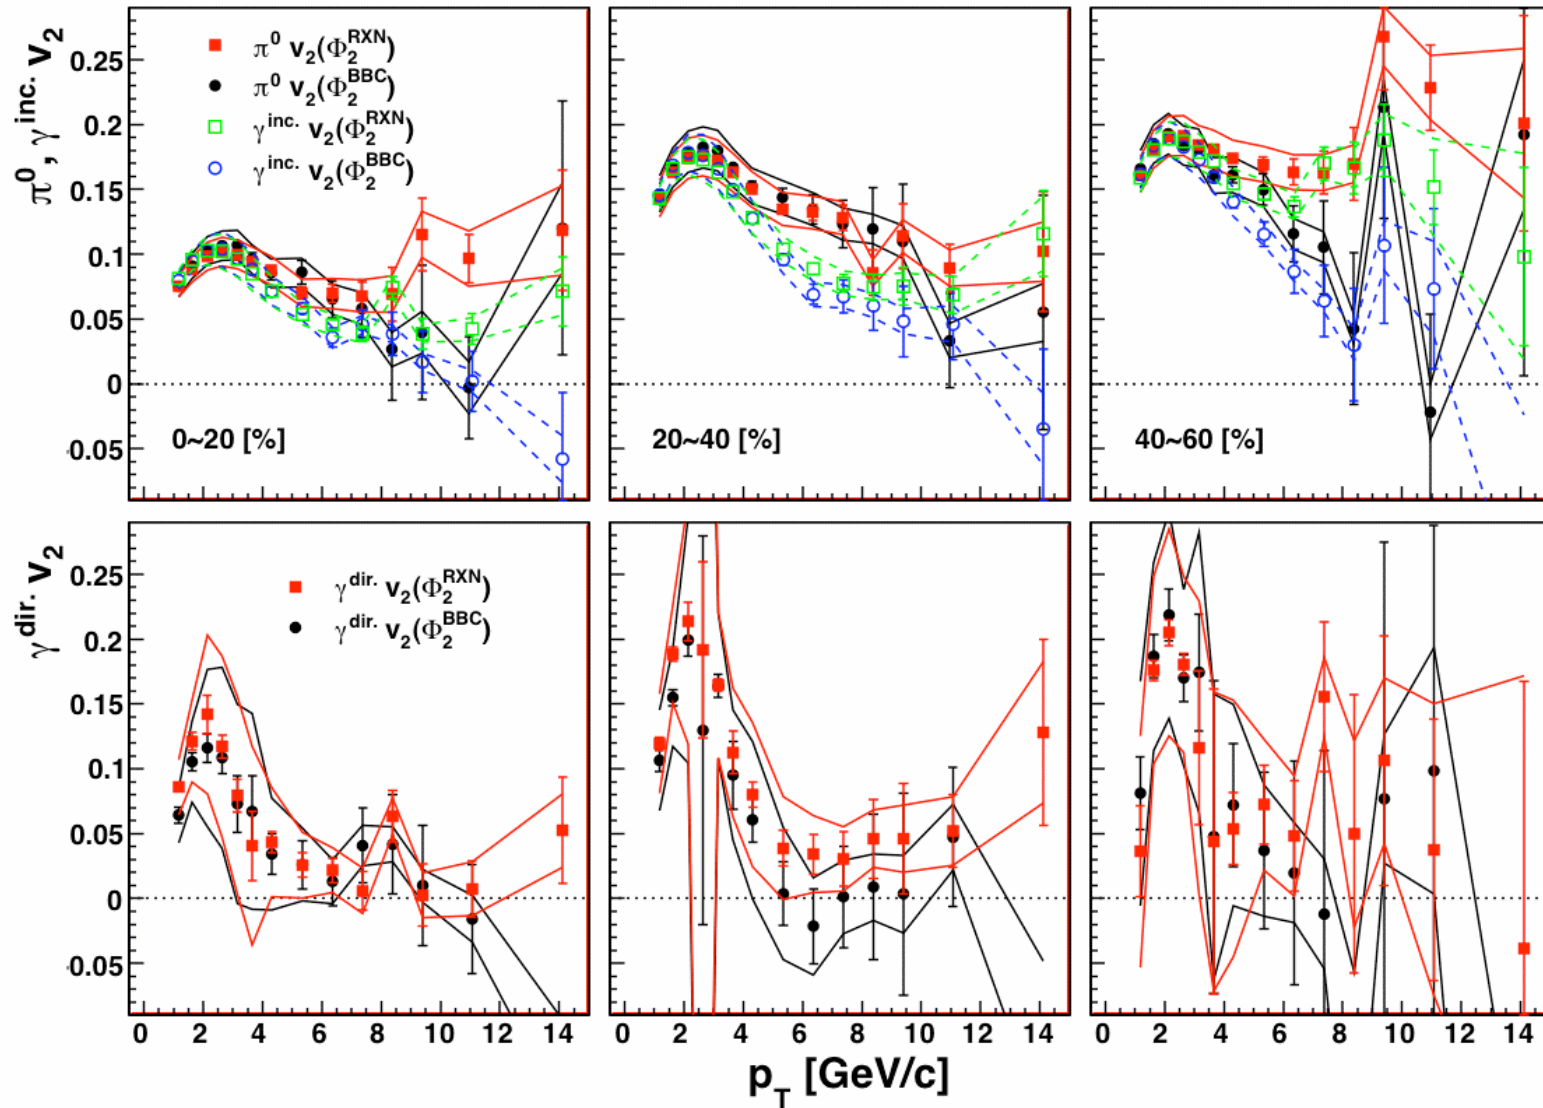 π⁰, γ^inc. v₂
0.25
0.2
0.15
0.1
0.05
0
-0.05
π⁰ v₂(Φ₂^RXN)
π⁰ v₂(Φ₂^BBC)
γ^inc. v₂(Φ₂^RXN)
γ^inc. v₂(Φ₂^BBC)
0~20 [%]
20~40 [%]
40~60 [%]
γ^dir. v₂
0.25
0.2
0.15
0.1
0.05
0
-0.05
γ^dir. v₂(Φ₂^RXN)
γ^dir. v₂(Φ₂^BBC)
0 2 4 6 8 10 12 14
0 2 4 6 8 10 12 14
0 2 4 6 8 10 12 14
p_T [GeV/c]